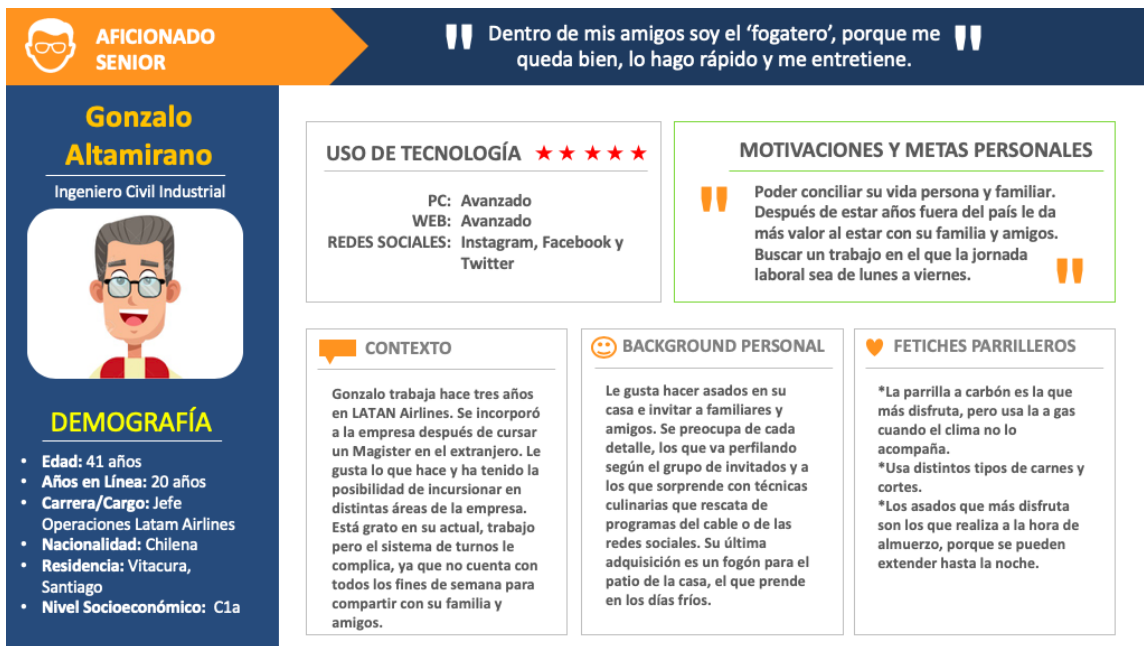 AFICIONADO
SENIOR
" Dentro de mis amigos soy el ‘fogatero’, porque me "
queda bien, lo hago rápido y me entretiene.
Gonzalo
Altamirano
Ingeniero Civil Industrial
DEMOGRAFÍA
• Edad: 41 años
• Años en Línea: 20 años
• Carrera/Cargo: Jefe
Operaciones Latam Airlines
• Nacionalidad: Chilena
• Residencia: Vitacura,
Santiago
• Nivel Socioeconómico: C1a
USO DE TECNOLOGÍA ★ ★ ★ ★ ★
PC: Avanzado
WEB: Avanzado
REDES SOCIALES: Instagram, Facebook y
Twitter
MOTIVACIONES Y METAS PERSONALES
" Poder conciliar su vida persona y familiar.
Después de estar años fuera del país le da
más valor al estar con su familia y amigos.
Buscar un trabajo en el que la jornada
laboral sea de lunes a viernes. "
CONTEXTO
Gonzalo trabaja hace tres años
en LATAN Airlines. Se incorporó
a la empresa después de cursar
un Magister en el extranjero. Le
gusta lo que hace y ha tenido la
posibilidad de incursionar en
distintas áreas de la empresa.
Está grato en su actual, trabajo
pero el sistema de turnos le
complica, ya que no cuenta con
todos los fines de semana para
compartir con su familia y
amigos.
BACKGROUND PERSONAL
Le gusta hacer asados en su
casa e invitar a familiares y
amigos. Se preocupa de cada
detalle, los que va perfilando
según el grupo de invitados y a
los que sorprende con técnicas
culinarias que rescata de
programas del cable o de las
redes sociales. Su última
adquisición es un fogón para el
patio de la casa, el que prende
en los días fríos.
FETICHES PARRILLEROS
*La parrilla a carbón es la que
más disfruta, pero usa la a gas
cuando el clima no lo
acompaña.
*Usa distintos tipos de carnes y
cortes.
*Los asados que más disfruta
son los que realiza a la hora de
almuerzo, porque se pueden
extender hasta la noche.